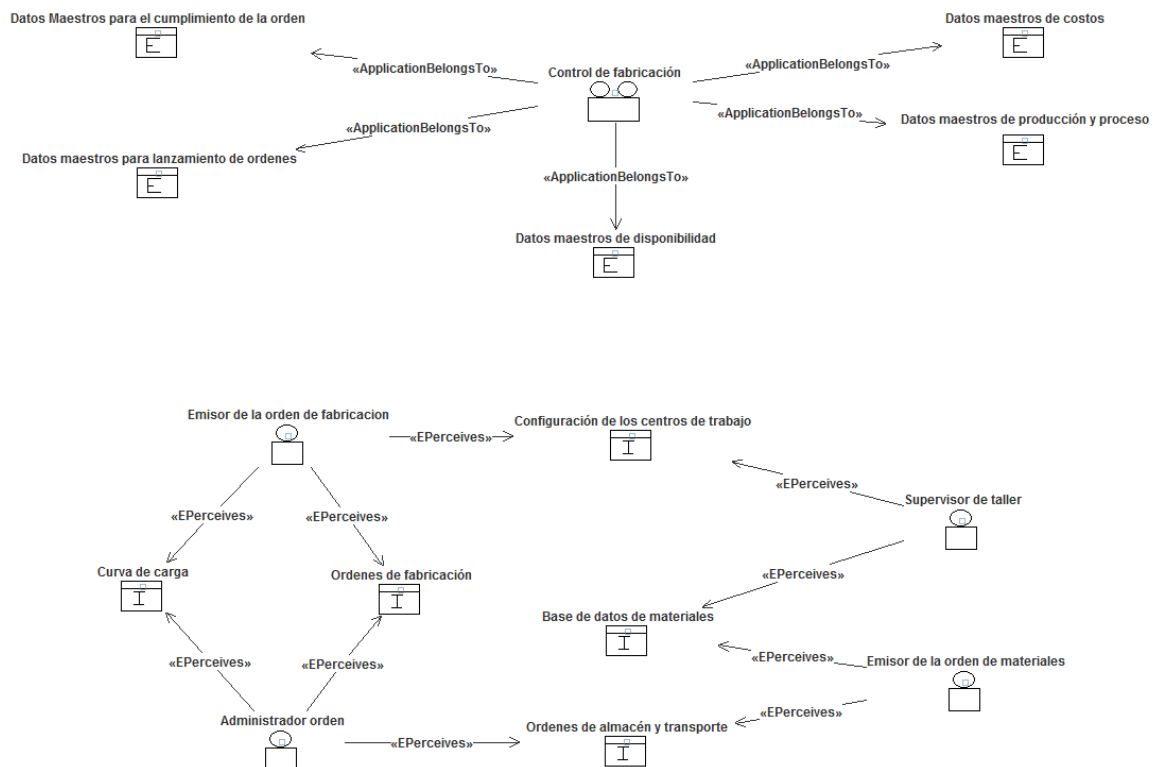 Datos Maestros para el cumplimiento de la orden
Datos maestros de costos
E
E
«ApplicationBelongsTo»
Control de fabricación
«ApplicationBelongsTo»
«ApplicationBelongsTo»
Datos maestros de producción y proceso
«ApplicationBelongsTo»
E
Datos maestros para lanzamiento de ordenes
E
«ApplicationBelongsTo»
Datos maestros de disponibilidad
E
Emisor de la orden de fabricacion
Configuración de los centros de trabajo
«EPerceives»
I
«EPerceives»
Supervisor de taller
«EPerceives»
«EPerceives»
Curva de carga
Ordenes de fabricación
«EPerceives»
I
I
Base de datos de materiales
I
«EPerceives»
Emisor de la orden de materiales
«EPerceives»
«EPerceives»
«EPerceives»
Administrador orden
Ordenes de almacén y transporte
«EPerceives»
I